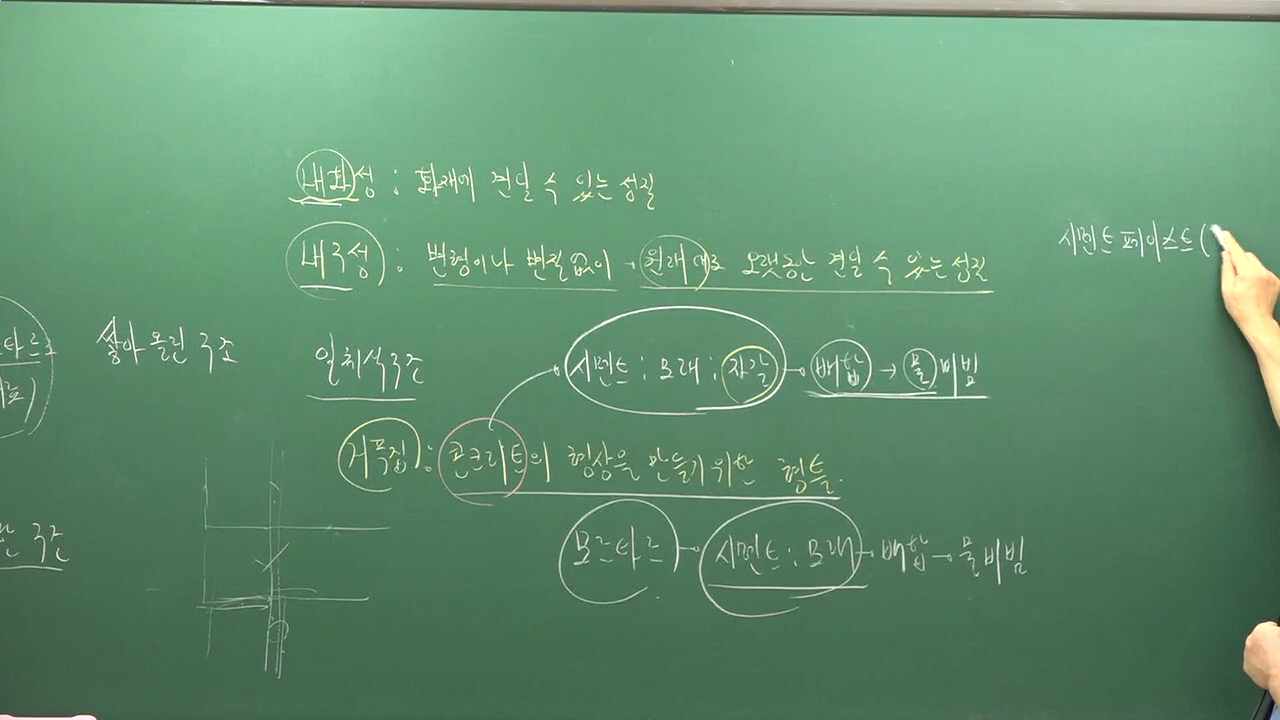 내화성 : 화재에 견딜 수 있는 성질
내구성 : 변형이나 변질 없이 → 원래대로 오랫동안 견딜 수 있는 성질
시멘트 페이스트(
타르
쌓아 올린 구조
일체식구조
시멘트 : 모래 : 자갈 → 배합 → 물비빔
거푸집 : 콘크리트의 형상을 만들기 위한 형틀.
구조
모르타르 → 시멘트 : 모래 → 배합 → 물비빔